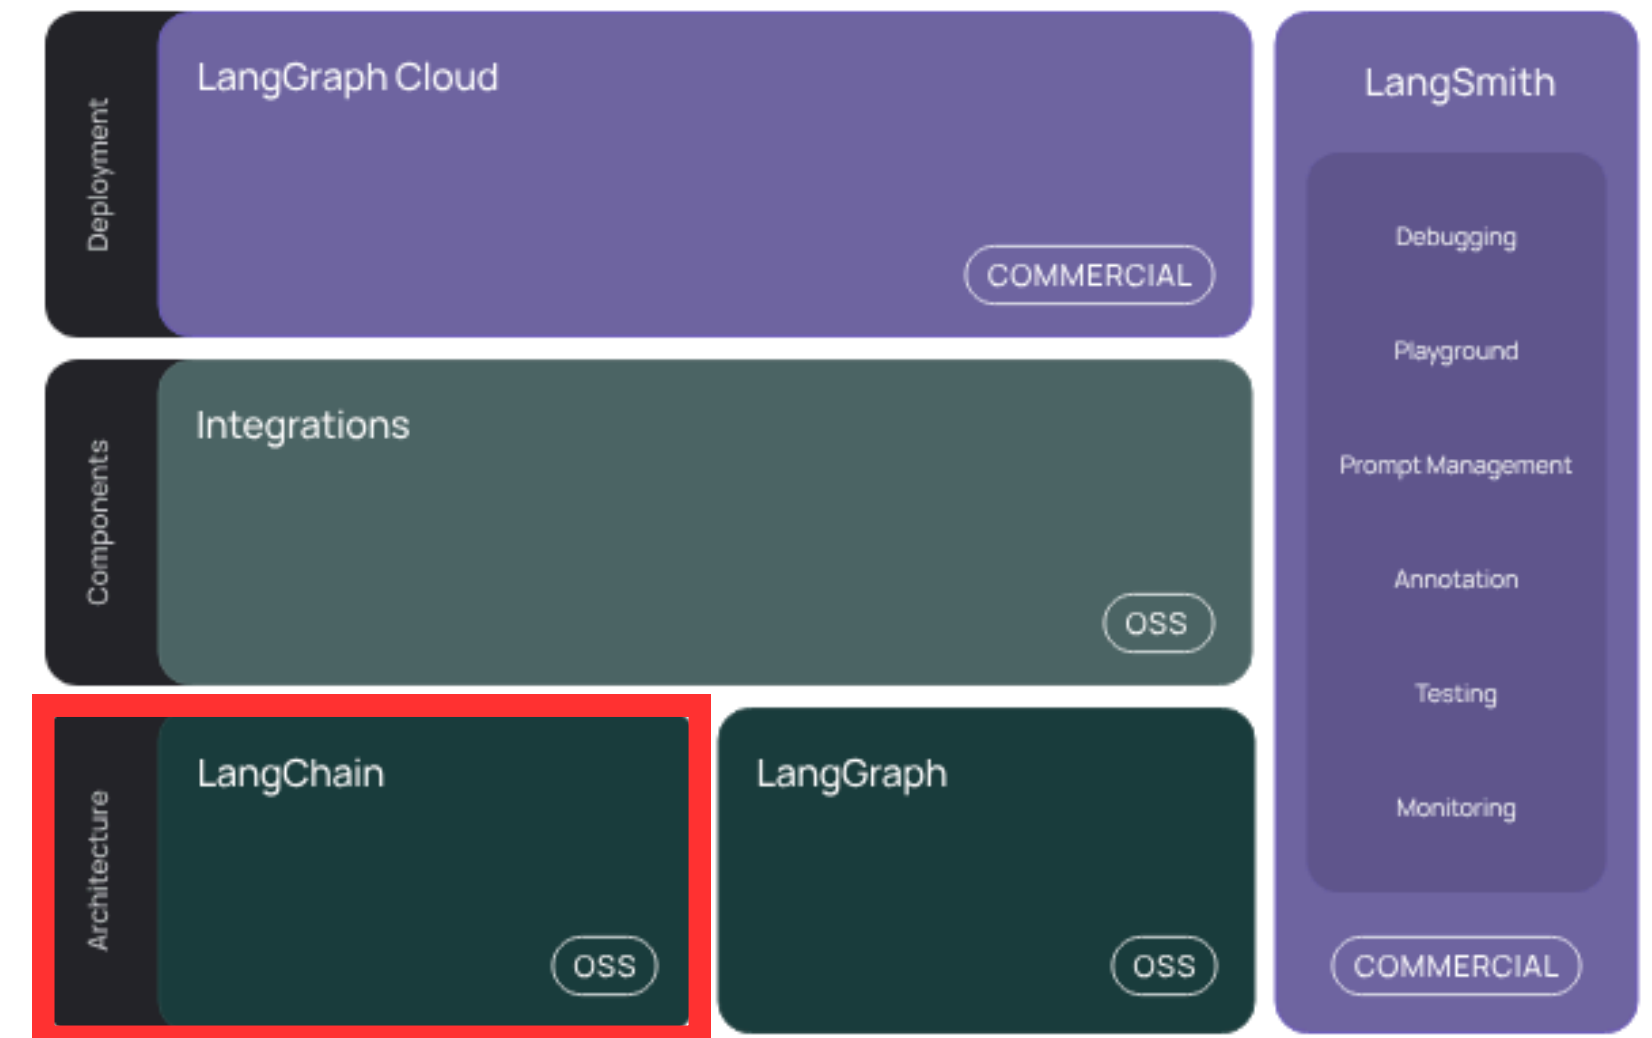 Deployment
LangGraph Cloud
COMMERCIAL
Components
Integrations
OSS
Architecture
LangChain
OSS
LangGraph
OSS
LangSmith
Debugging
Playground
Prompt Management
Annotation
Testing
Monitoring
COMMERCIAL